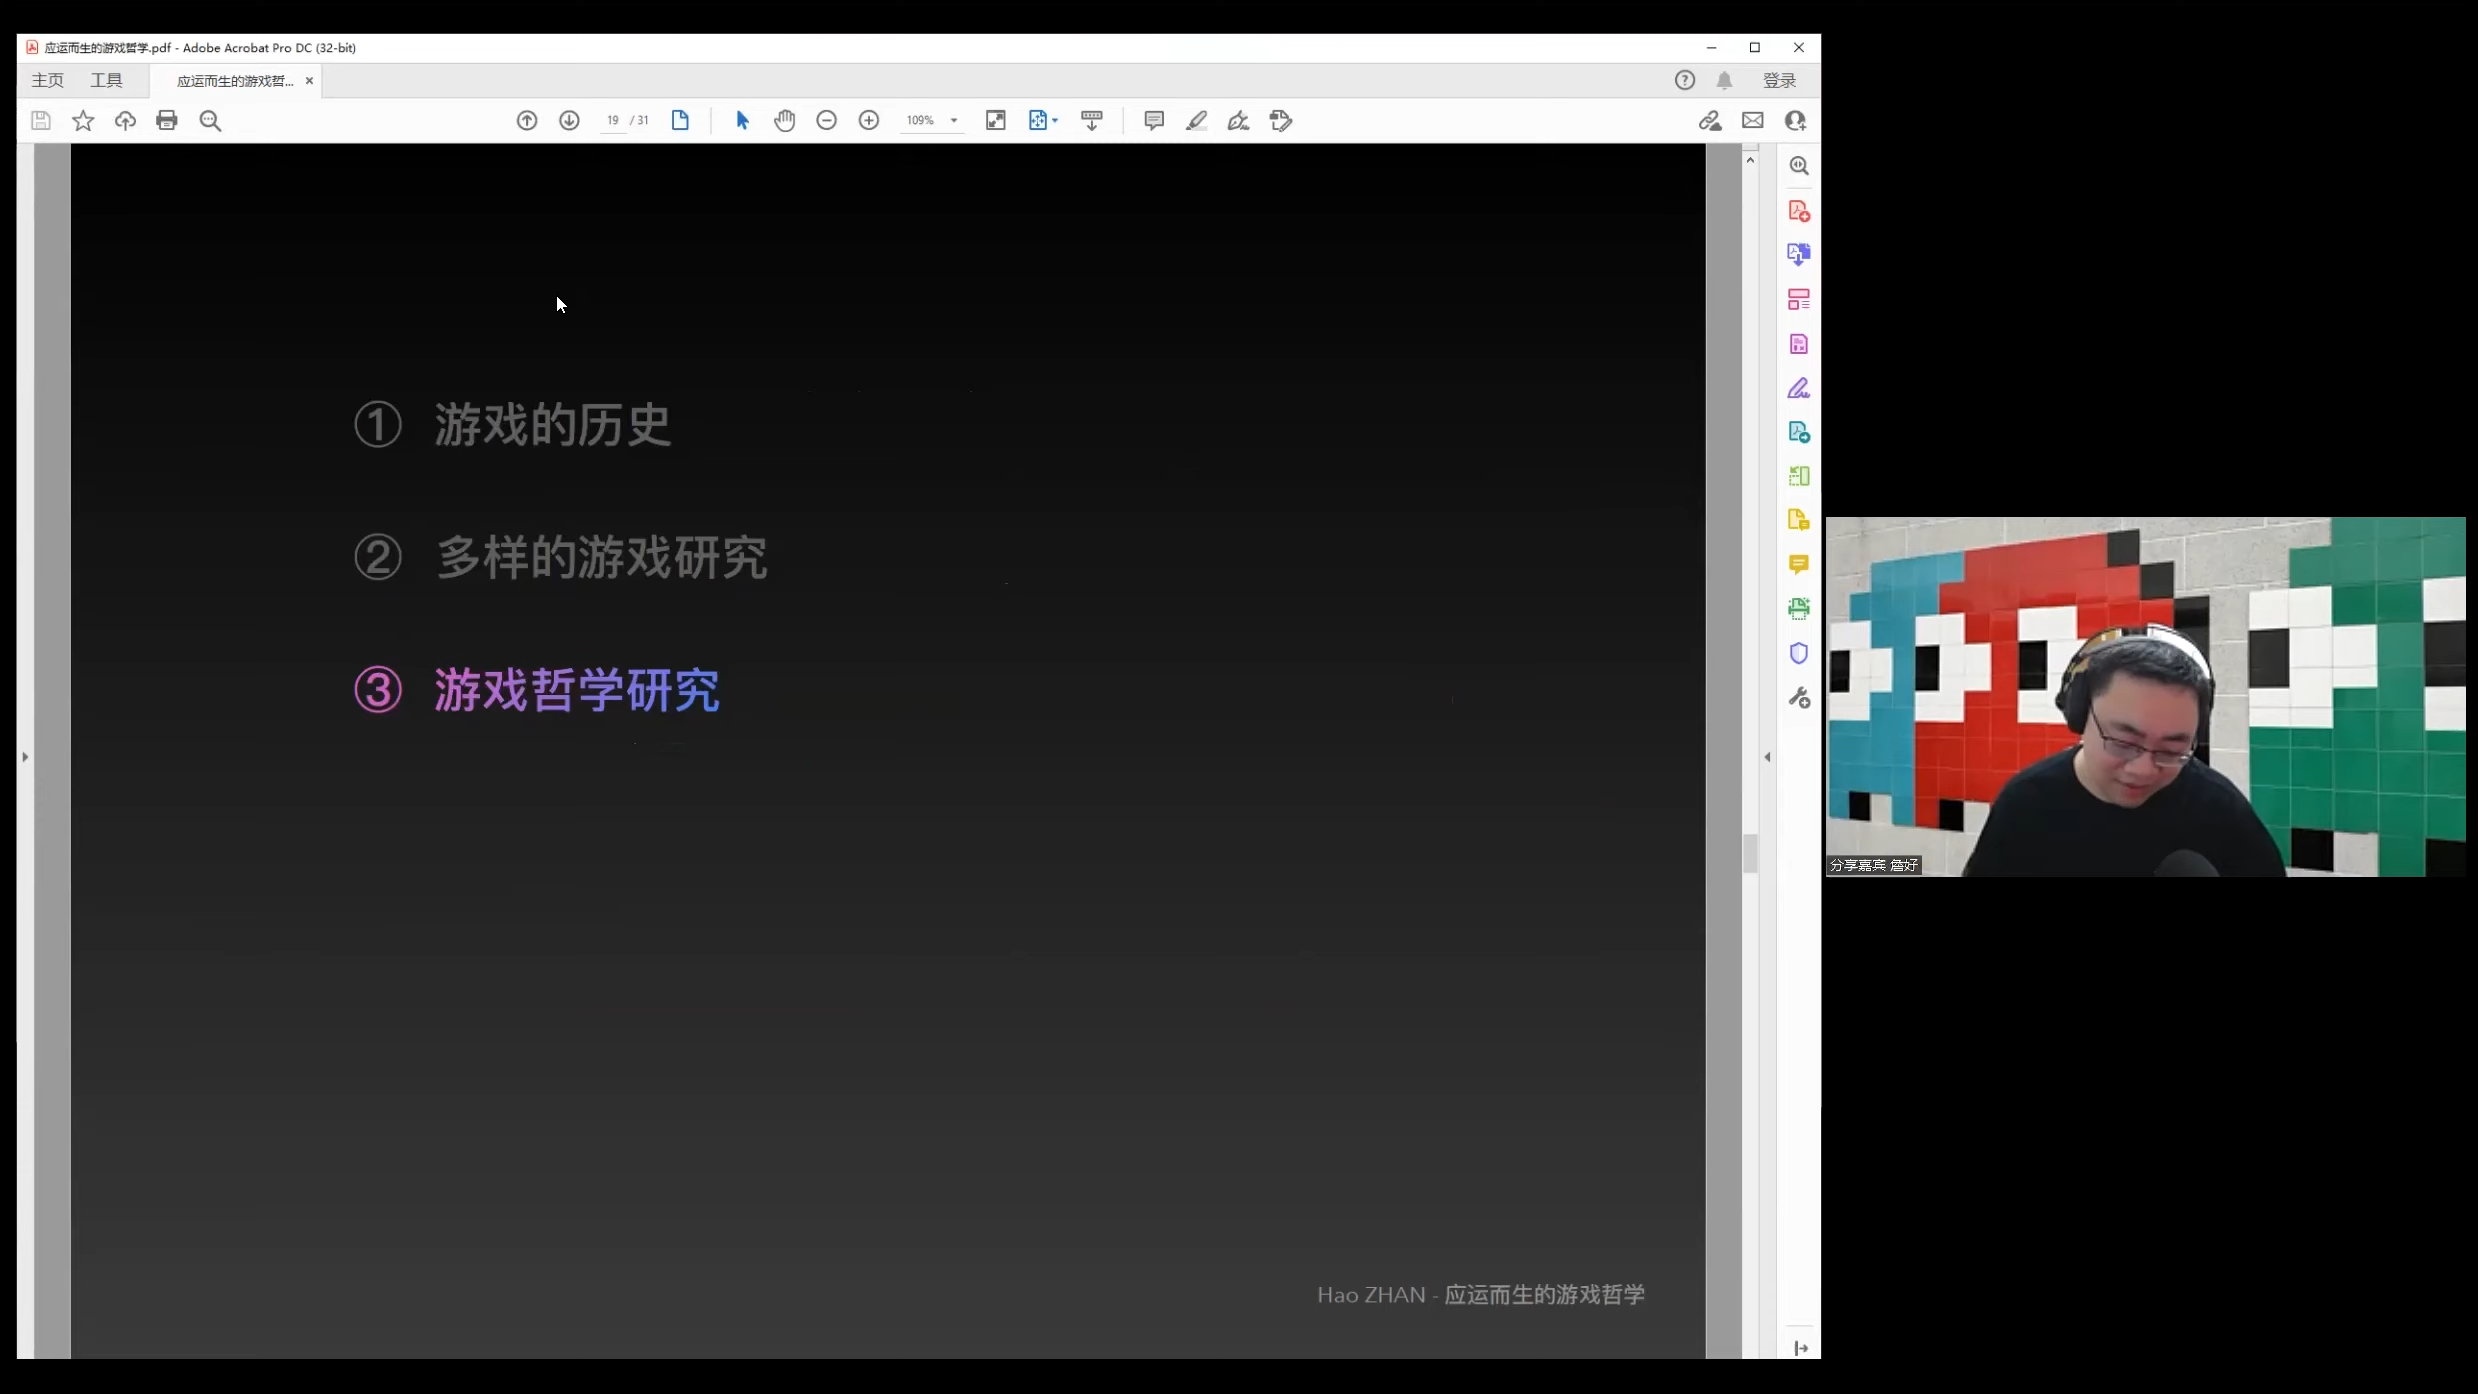 应运而生的游戏哲学.pdf - Adobe Acrobat Pro DC (32-bit)
主页 工具 应运而生的游戏哲... ×
登录
19 / 31
109%
① 游戏的历史
② 多样的游戏研究
③ 游戏哲学研究
分享嘉宾 詹好
Hao ZHAN - 应运而生的游戏哲学